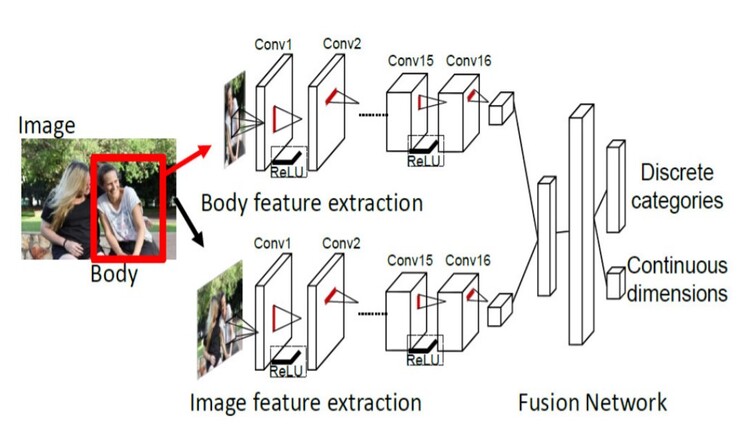 Image
Body
Conv1
Conv2
Conv15
Conv16
ReLU
ReLU
Body feature extraction
Conv1
Conv2
Conv15
Conv16
ReLU
ReLU
Image feature extraction
Discrete
categories
Continuous
dimensions
Fusion Network